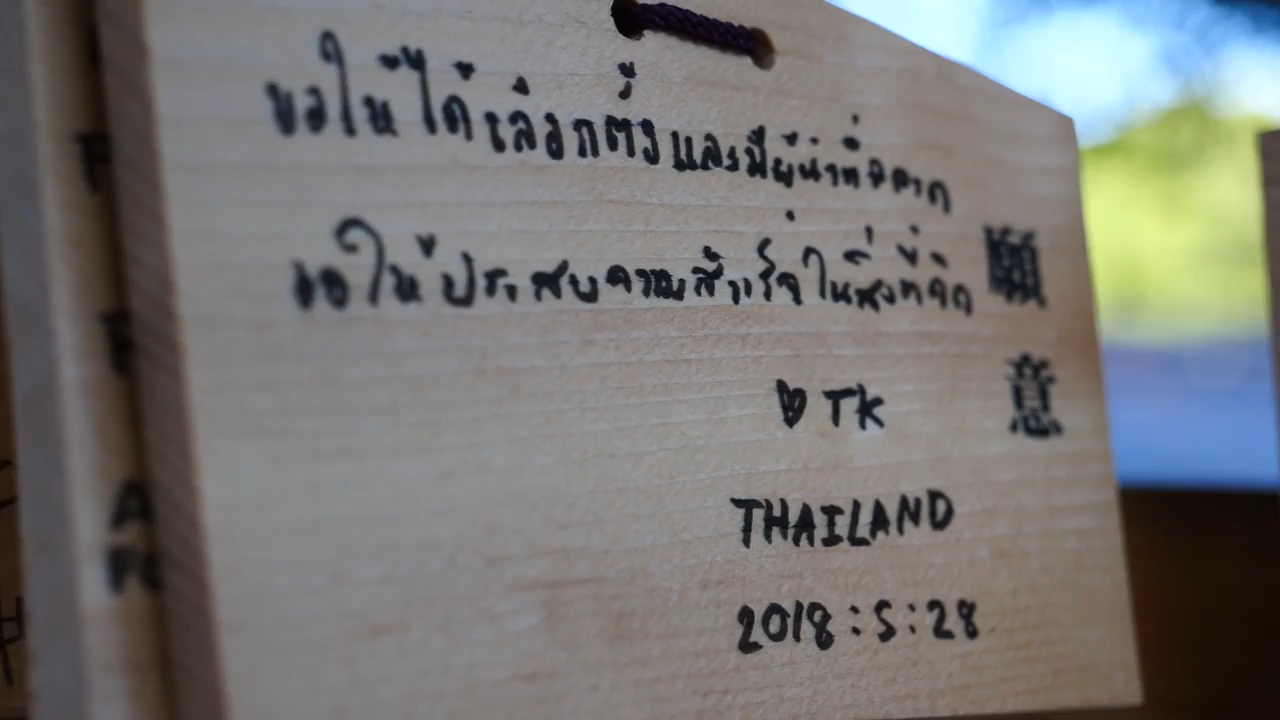 ขอให้ได้เลือกตั้งและมีผู้นำที่ฉลาด
ขอให้ประสบความสำเร็จในสิ่งที่คิด
願意
♡ TK
THAILAND
2018:5:28